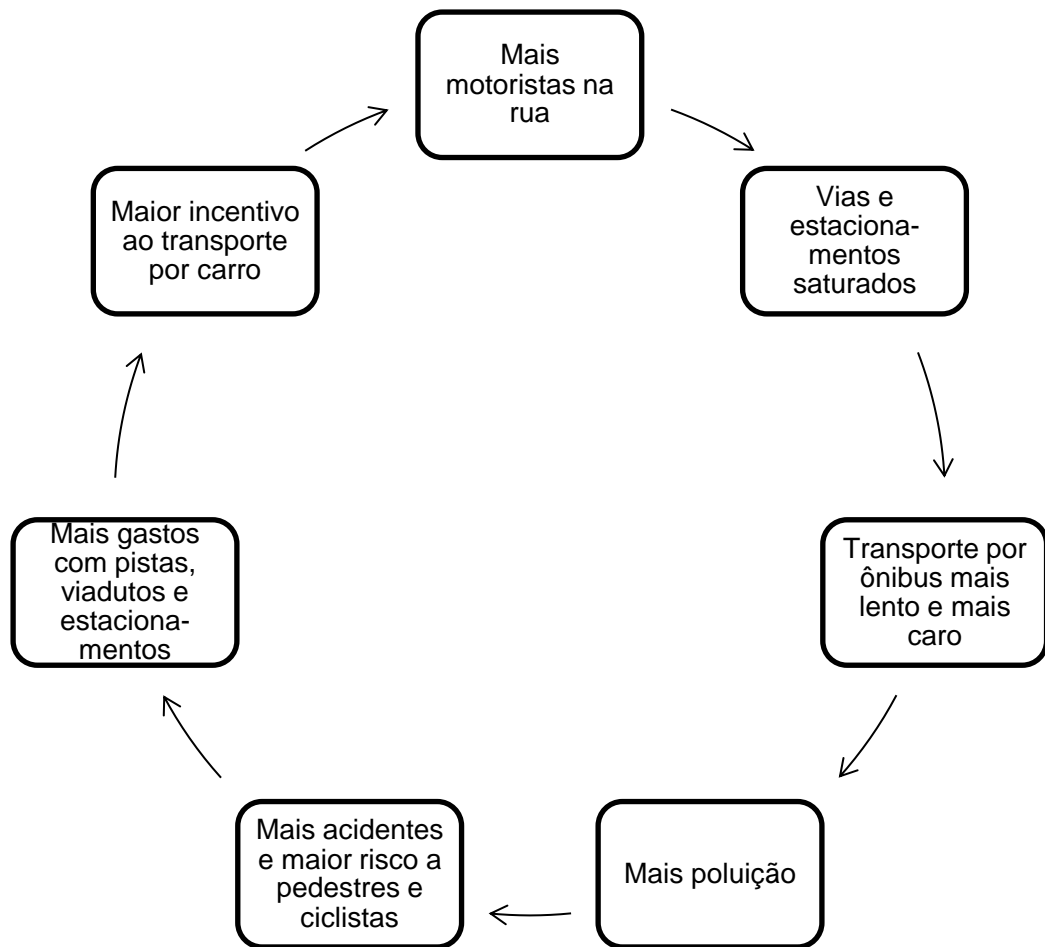 Mais
motoristas na
rua
Vias e
estaciona-
mentos
saturados
Transporte por
ônibus mais
lento e mais
caro
Mais poluição
Mais acidentes
e maior risco a
pedestres e
ciclistas
Mais gastos
com pistas,
viadutos e
estaciona-
mentos
Maior incentivo
ao transporte
por carro